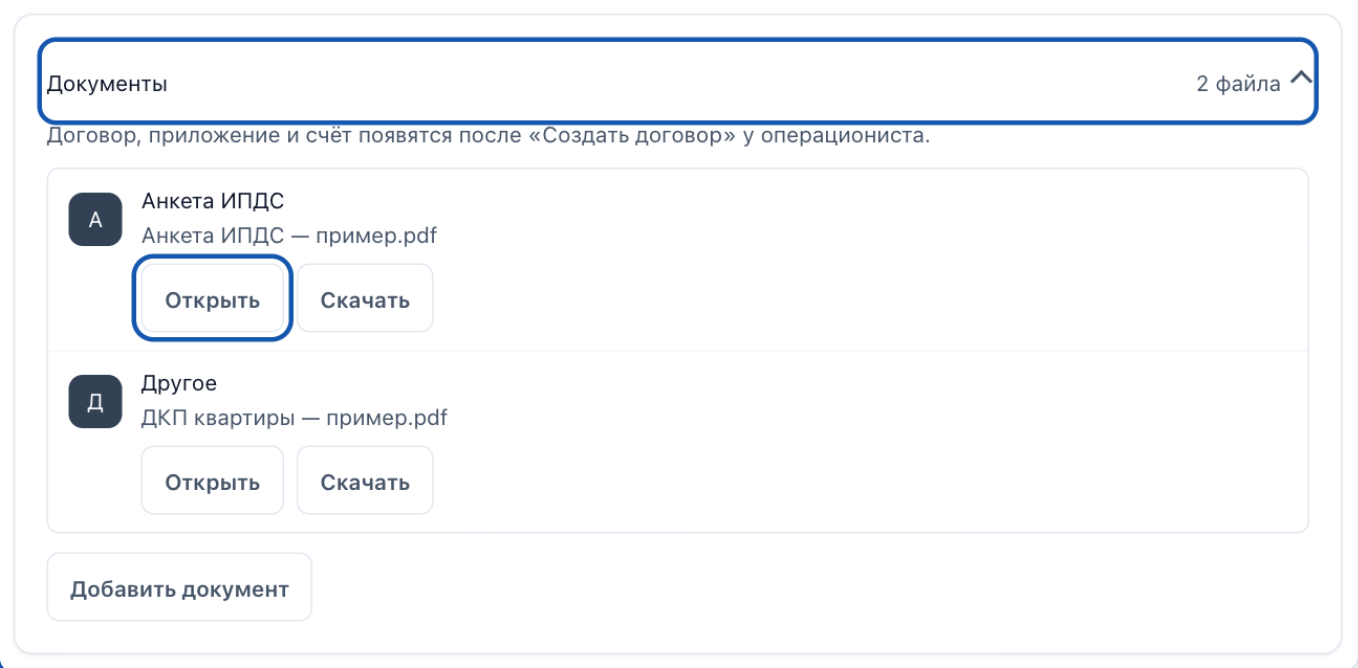 Документы
2 файла
Договор, приложение и счёт появятся после «Создать договор» у операциониста.
А
Анкета ИПДС
Анкета ИПДС — пример.pdf
Открыть
Скачать
Д
Другое
ДКП квартиры — пример.pdf
Открыть
Скачать
Добавить документ